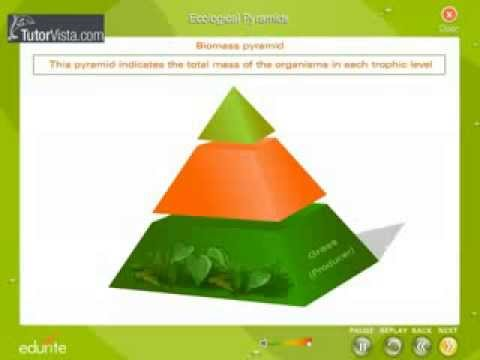 TutorVista.com
Ecological Pyramids
Close
Biomass pyramid
This pyramid indicates the total mass of the organisms in each trophic level
Grass
(Producer)
PAUSE REPLAY BACK NEXT
edurite